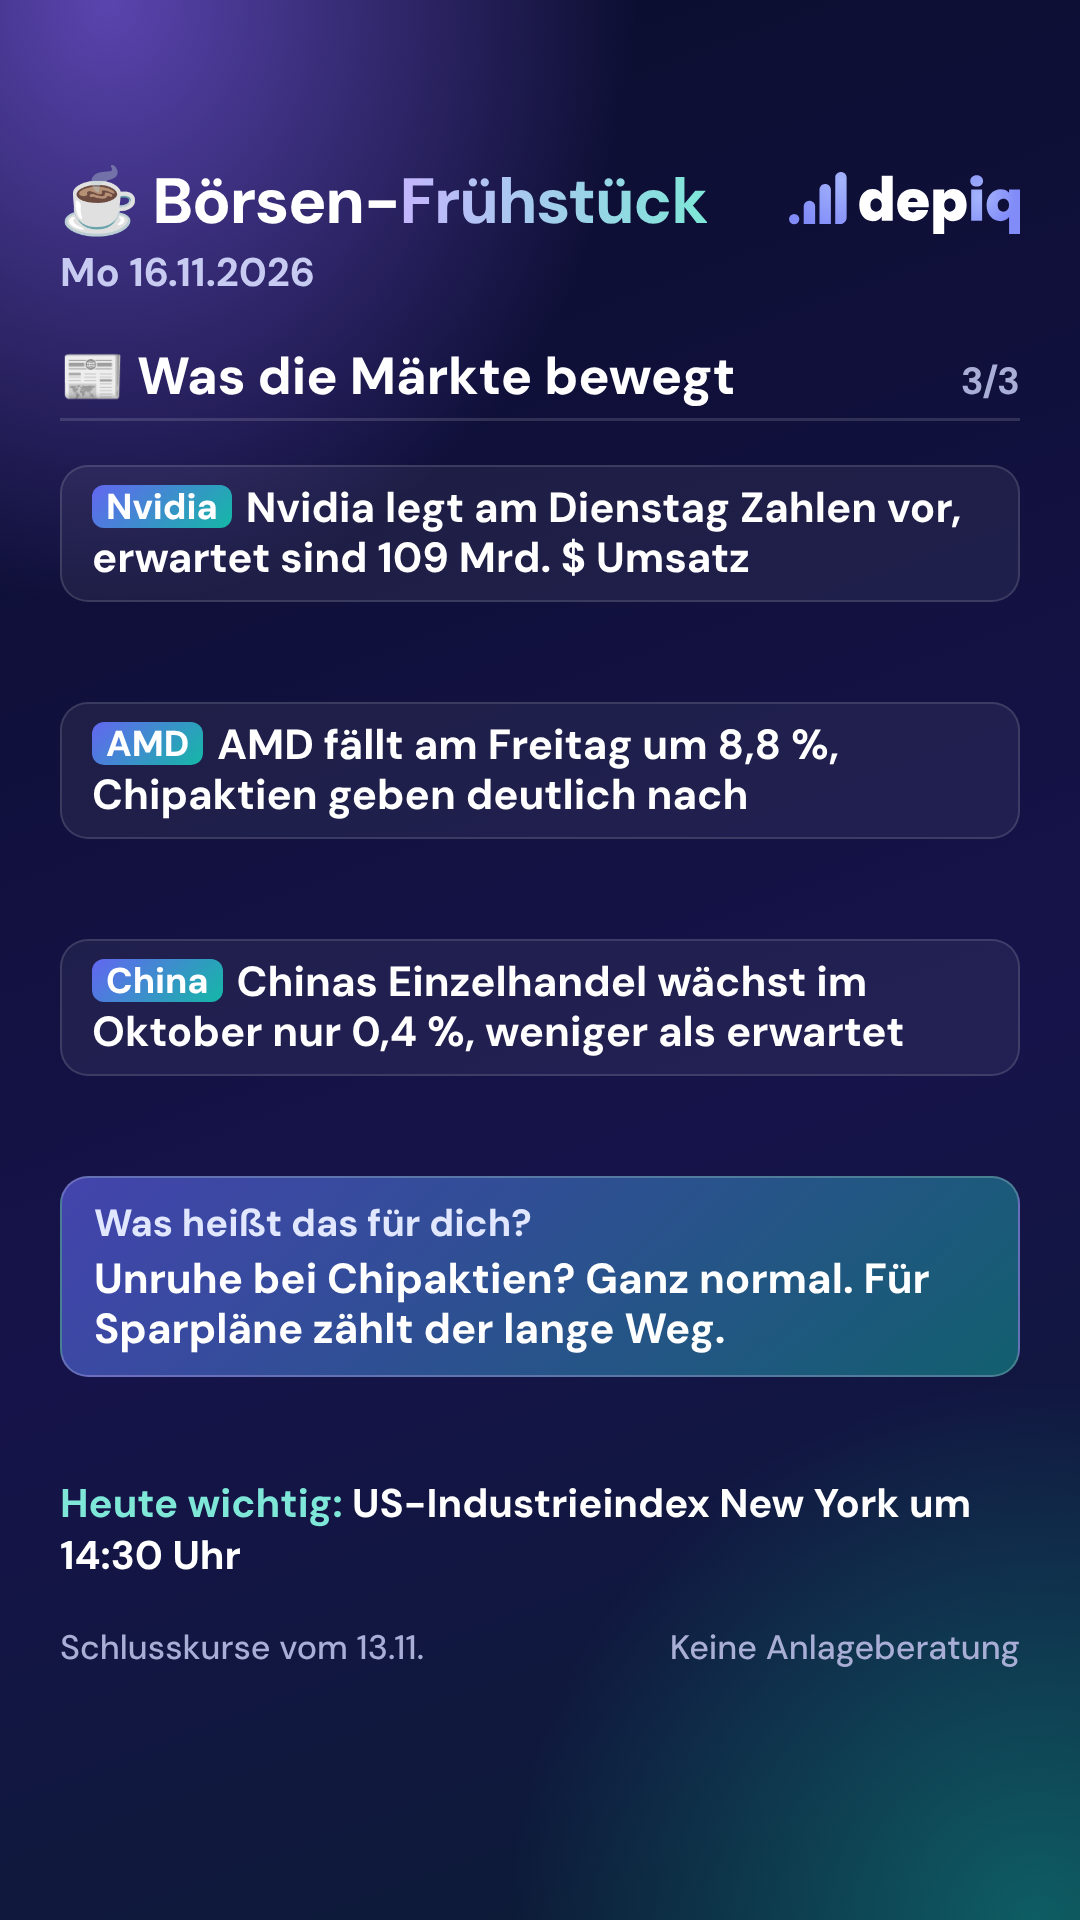 Börsen-Frühstück
depiq
Mo 16.11.2026
Was die Märkte bewegt
3/3
Nvidia Nvidia legt am Dienstag Zahlen vor,
erwartet sind 109 Mrd. $ Umsatz
AMD AMD fällt am Freitag um 8,8 %,
Chipaktien geben deutlich nach
China Chinas Einzelhandel wächst im
Oktober nur 0,4 %, weniger als erwartet
Was heißt das für dich?
Unruhe bei Chipaktien? Ganz normal. Für
Sparpläne zählt der lange Weg.
Heute wichtig: US-Industrieindex New York um
14:30 Uhr
Schlusskurse vom 13.11.
Keine Anlageberatung